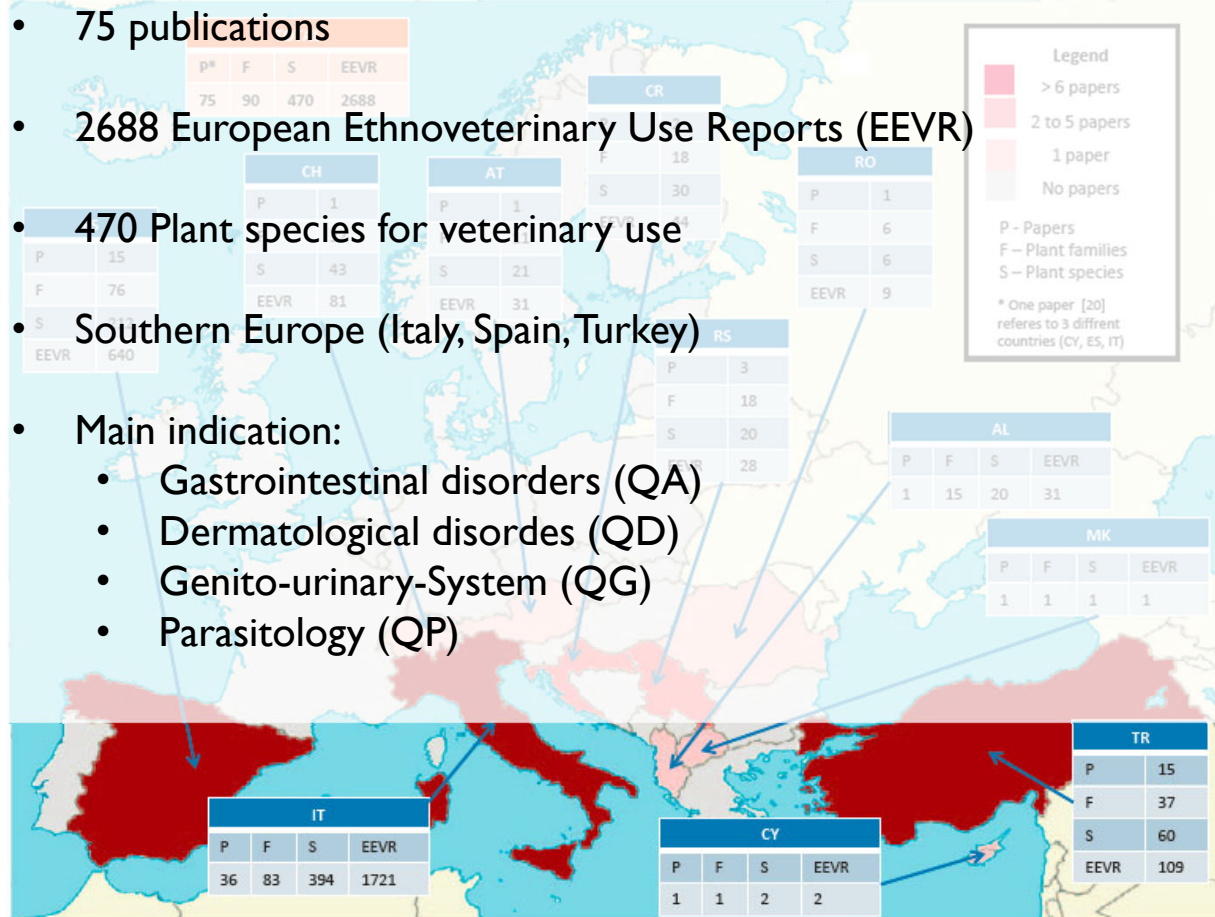 • 75 publications
• 2688 European Ethnoveterinary Use Reports (EEVR)
• 470 Plant species for veterinary use
• Southern Europe (Italy, Spain, Turkey)
• Main indication:
• Gastrointestinal disorders (QA)
• Dermatological disordes (QD)
• Genito-urinary-System (QG)
• Parasitology (QP)
P* F S EEVR
75 90 470 2688
CR
F 18
S 30
44
CH
P 1
S 43
EEVR 81
AT
P 1
S 21
EEVR 31
RO
P 1
F 6
S 6
EEVR 9
P 15
F 76
S
EEVR 640
RS
P 3
F 18
S 20
EEVR 28
AL
P F S EEVR
1 15 20 31
MK
P F S EEVR
1 1 1 1
Legend
> 6 papers
2 to 5 papers
1 paper
No papers
P - Papers
F – Plant families
S – Plant species
* One paper [20]
referes to 3 diffrent
countries (CY, ES, IT)
IT
P F S EEVR
36 83 394 1721
CY
P F S EEVR
1 1 2 2
TR
P 15
F 37
S 60
EEVR 109